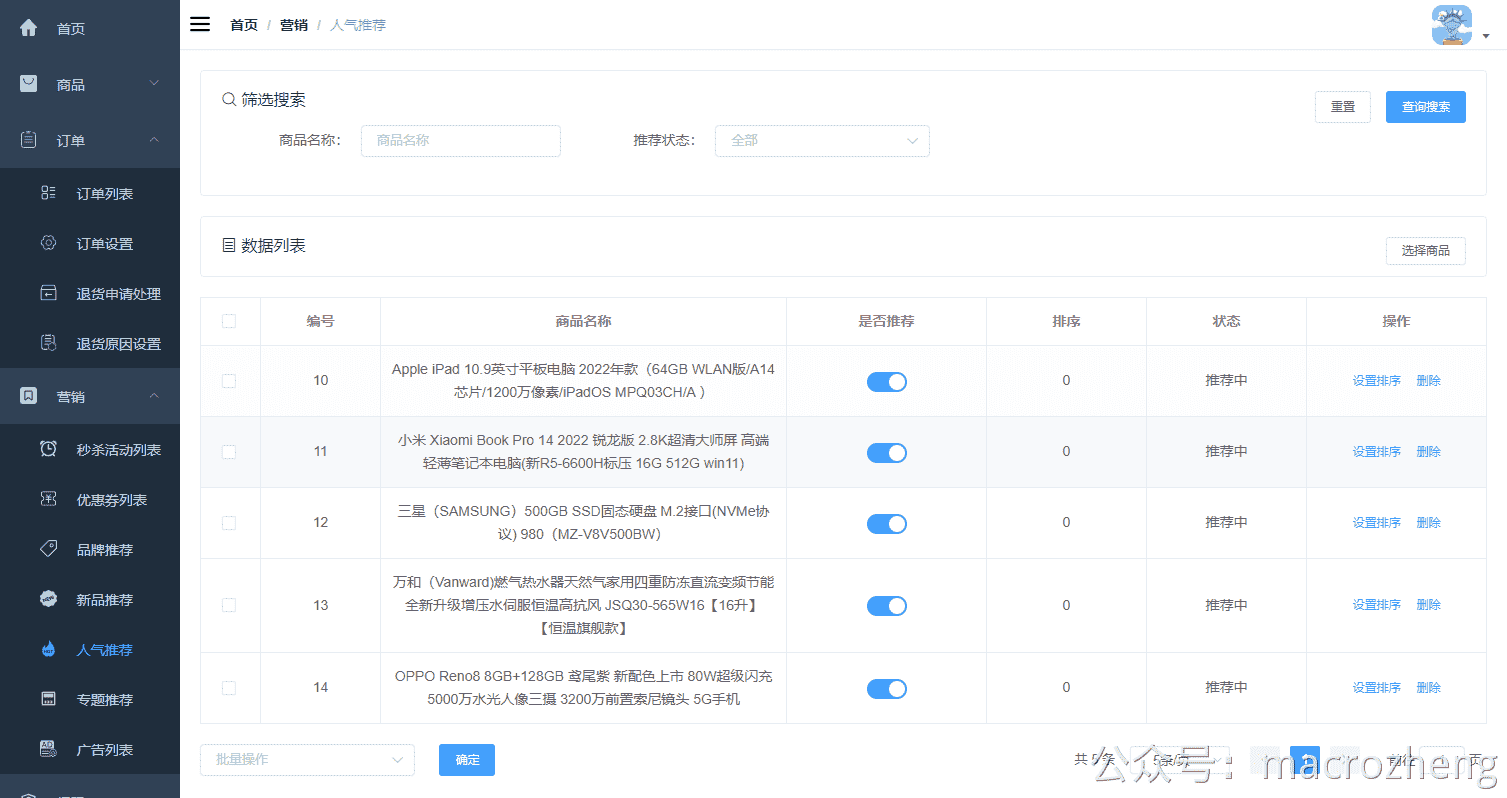 首页
商品
订单
订单列表
订单设置
退货申请处理
退货原因设置
营销
秒杀活动列表
优惠券列表
品牌推荐
新品推荐
人气推荐
专题推荐
广告列表
首页 / 营销 / 人气推荐
筛选搜索
重置
查询搜索
商品名称：
商品名称
推荐状态：
全部
数据列表
选择商品
编号 商品名称 是否推荐 排序 状态 操作
10
Apple iPad 10.9英寸平板电脑 2022年款（64GB WLAN版/A14
芯片/1200万像素/iPadOS MPQ03CH/A ）
0 推荐中 设置排序 删除
11
小米 Xiaomi Book Pro 14 2022 锐龙版 2.8K超清大师屏 高端
轻薄笔记本电脑(新R5-6600H标压 16G 512G win11)
0 推荐中 设置排序 删除
12
三星（SAMSUNG）500GB SSD固态硬盘 M.2接口(NVMe协
议) 980（MZ-V8V500BW）
0 推荐中 设置排序 删除
13
万和（Vanward)燃气热水器天然气家用四重防冻直流变频节能
全新升级增压水伺服恒温高抗风 JSQ30-565W16【16升】
【恒温旗舰款】
0 推荐中 设置排序 删除
14
OPPO Reno8 8GB+128GB 鸢尾紫 新配色上市 80W超级闪充
5000万水光人像三摄 3200万前置索尼镜头 5G手机
0 推荐中 设置排序 删除
批量操作
确定
共 5 条 5条/页 1 前往 1 页
公众号：macrozheng